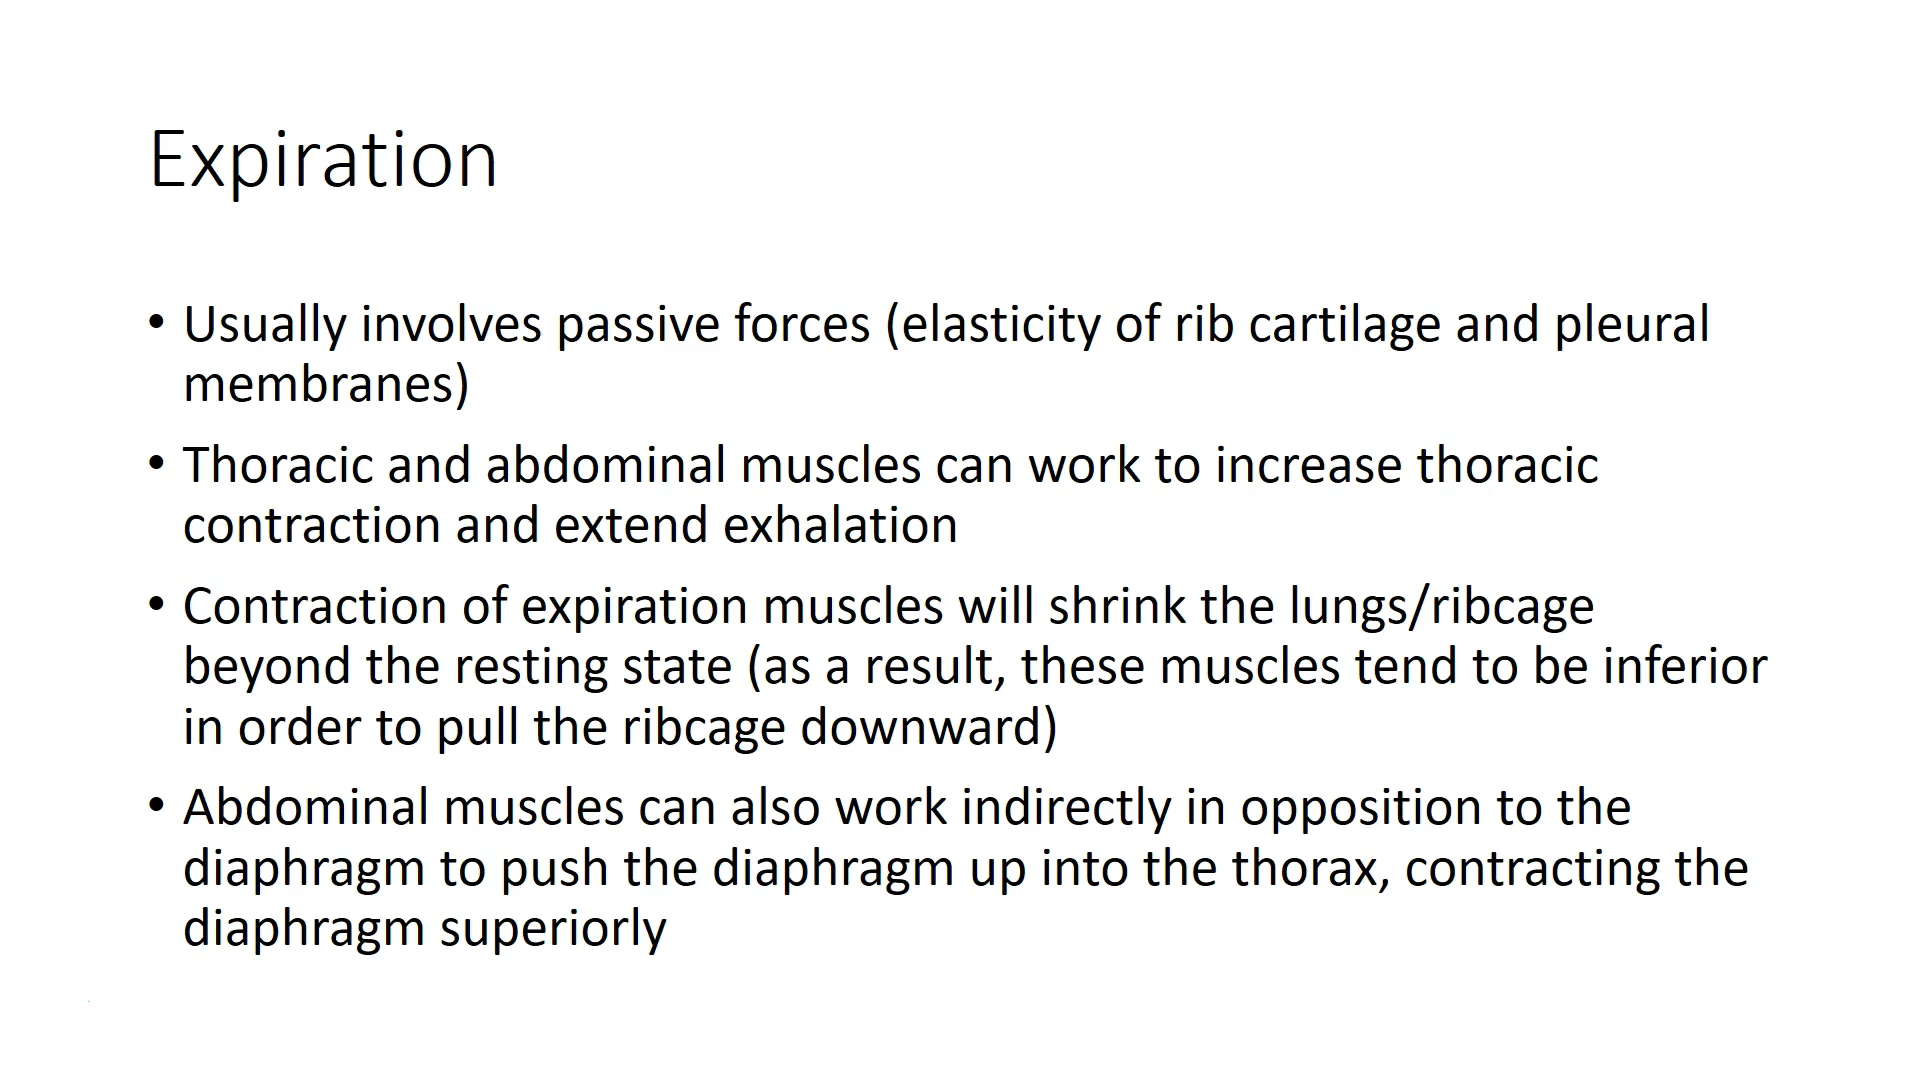 Expiration
• Usually involves passive forces (elasticity of rib cartilage and pleural
membranes)
• Thoracic and abdominal muscles can work to increase thoracic
contraction and extend exhalation
• Contraction of expiration muscles will shrink the lungs/ribcage
beyond the resting state (as a result, these muscles tend to be inferior
in order to pull the ribcage downward)
• Abdominal muscles can also work indirectly in opposition to the
diaphragm to push the diaphragm up into the thorax, contracting the
diaphragm superiorly